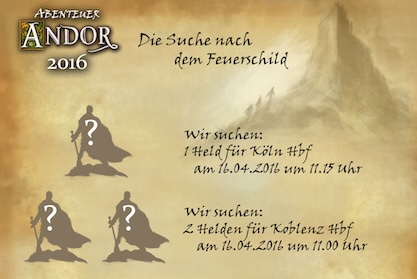 ABENTEUER
ANDOR
2016
Die Suche nach
dem Feuerschild
?
Wir suchen:
1 Held für Köln Hbf
am 16.04.2016 um 11.15 Uhr
? ?
Wir suchen:
2 Helden für Koblenz Hbf
am 16.04.2016 um 11.00 Uhr